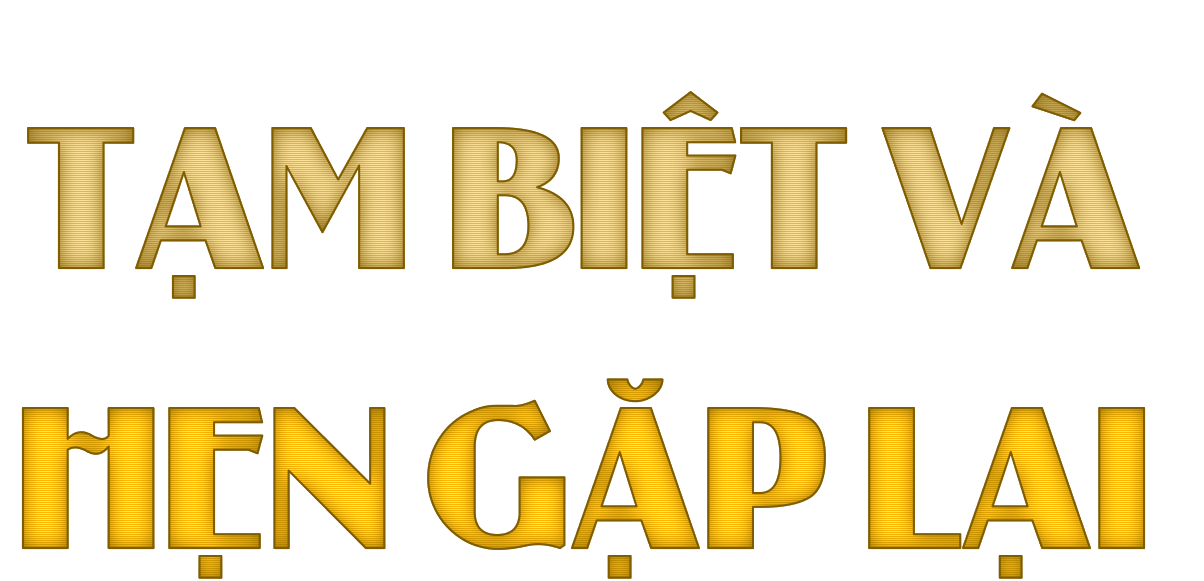 TẠM BIỆT VÀ
HẸN GẶP LẠI